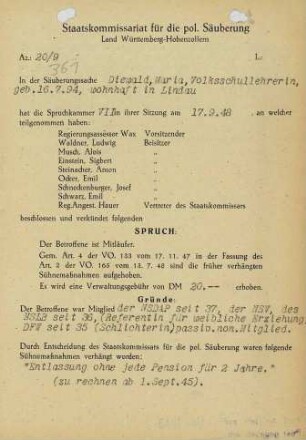 Staatskommissariat für die pol. Säuberung
Land Württemberg-Hohenzollern
Az.: 20/B L.
361
In der Säuberungssache Diewald, Maria, Volksschullehrerin,
geb. 16.7.94, wohnhaft in Lindau
hat die Spruchkammer VII in ihrer Sitzung am 17.9.48 , an welcher
teilgenommen haben:
Regierungsassessor Wax Vorsitzender
Waldner, Ludwig Beisitzer
Musch, Alois "
Einstein, Sigbert "
Steinacher, Anton "
Ocker, Emil "
Schnekenburger, Josef "
Schwarz, Emil "
Reg.Angest. Hauer Vertreter des Staatskommissars
beschlossen und verkündet folgenden
SPRUCH:
Der Betroffene ist Mitläufer.
Gem. Art. 4 der VO. 133 vom 17. 11. 47 in der Fassung des
Art. 2 der VO. 165 vom 13. 7. 48 sind die früher verhängten
Sühnemaßnahmen aufgehoben.
Es wird eine Verwaltungsgebühr von DM 20.-- erhoben.
Gründe:
Der Betroffene war Mitglied der NSDAP seit 37, der NSV, des
NSLB seit 36, (Referentin für weibliche Erziehung)
DFW seit 35 (Schlichterin) passiv.nom.Mitglied.
Durch Entscheidung des Staatskommissars für die pol. Säuberung waren folgende
Sühnemaßnahmen verhängt worden:
"Entlassung ohne jede Pension für 2 Jahre."
(zu rechnen ab 1.Sept.45).